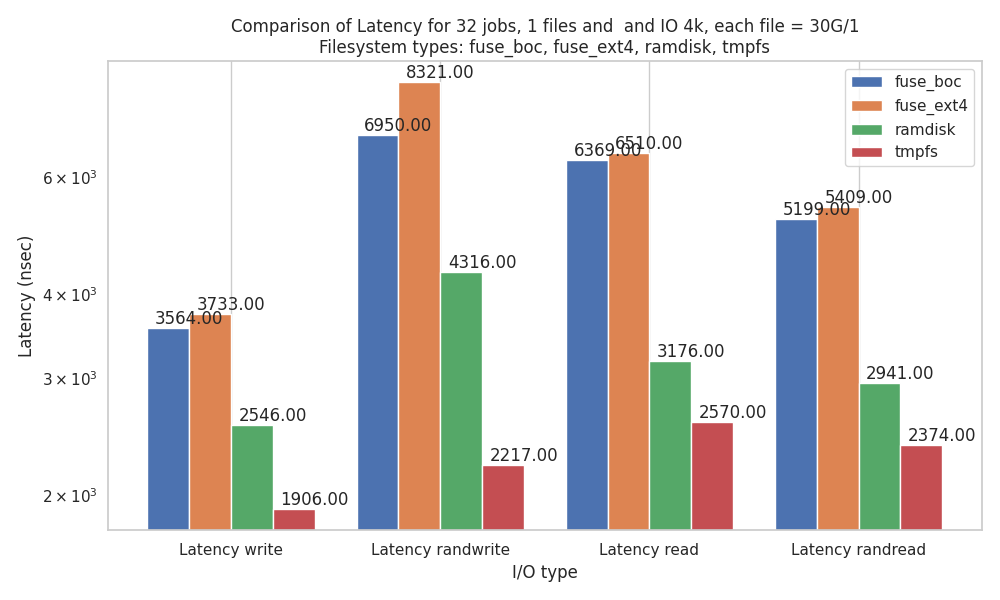 Comparison of Latency for 32 jobs, 1 files and  and IO 4k, each file = 30G/1
Filesystem types: fuse_boc, fuse_ext4, ramdisk, tmpfs
fuse_boc
fuse_ext4
ramdisk
tmpfs
Latency (nsec)
6 × 10³
4 × 10³
3 × 10³
2 × 10³
3564.00
3733.00
2546.00
1906.00
6950.00
8321.00
4316.00
2217.00
6369.00
6510.00
3176.00
2570.00
5199.00
5409.00
2941.00
2374.00
Latency write
Latency randwrite
Latency read
Latency randread
I/O type